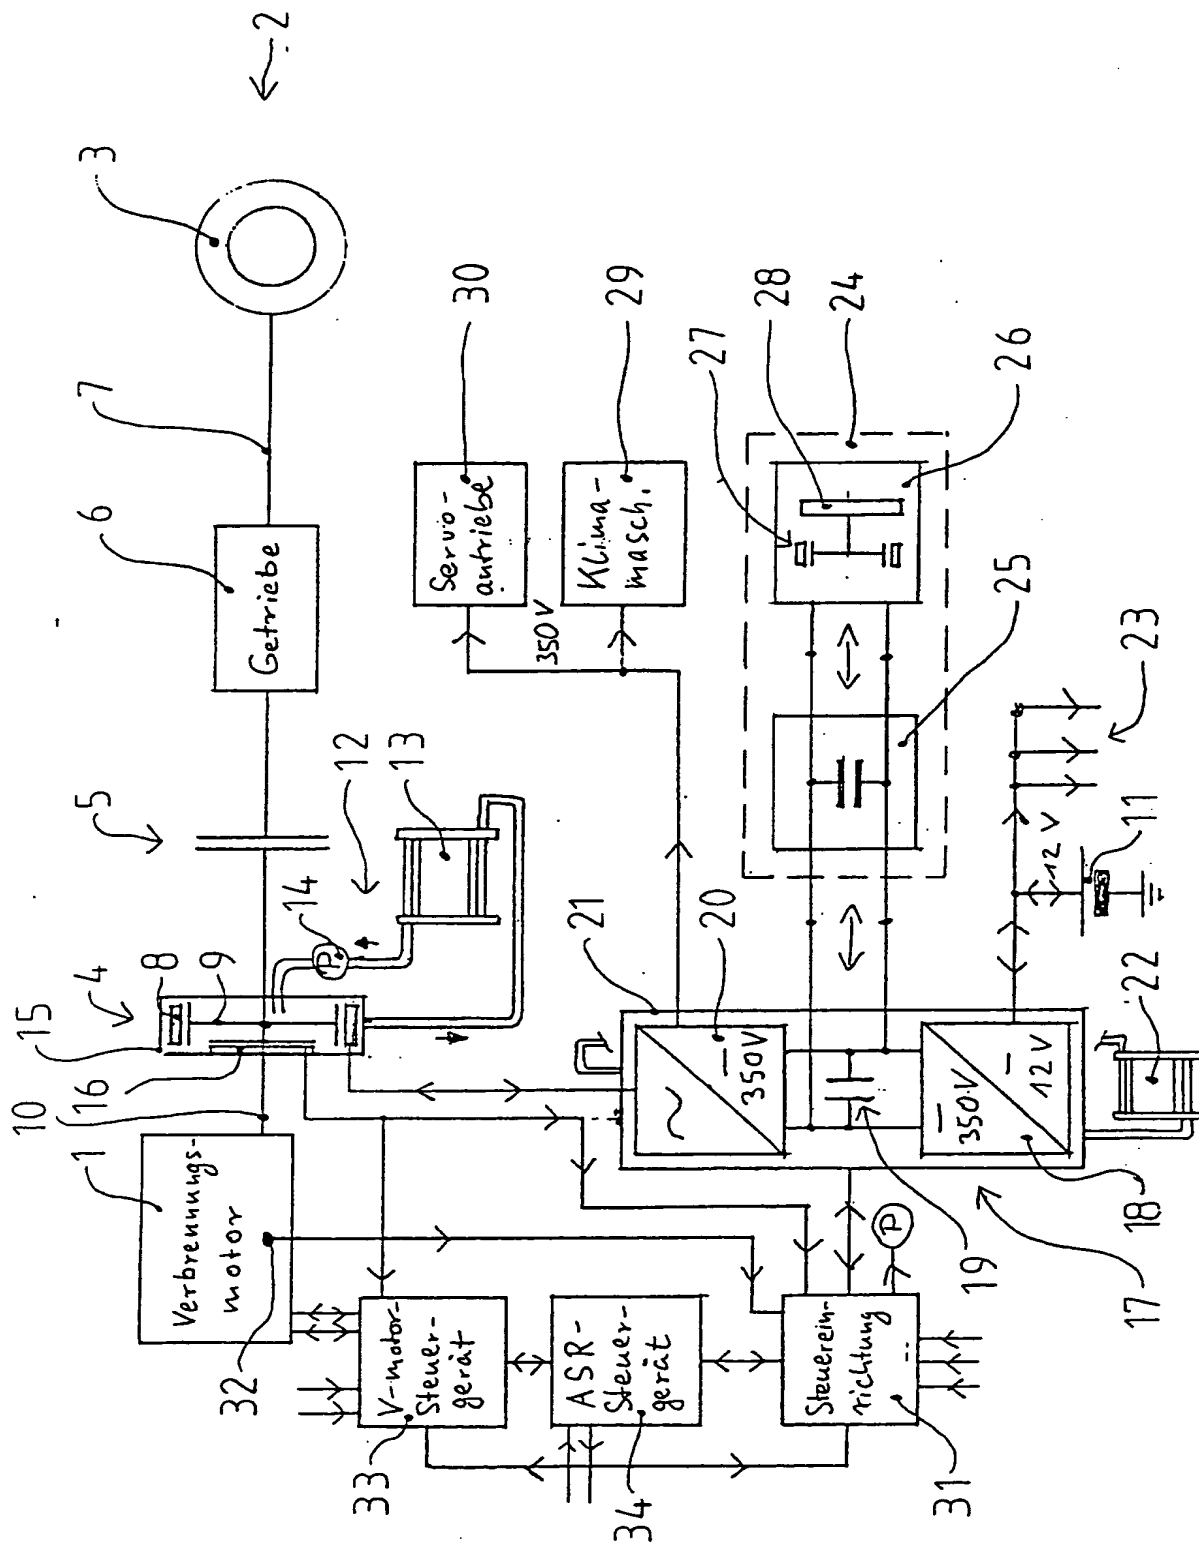 2
3
7
6
Getriebe
5
12
13
14
4
8
9
15
16
10
1
Verbrennungs-
motor
32
30
Servo-
antriebe
350V
29
Klima-
masch.
27
28
24
26
25
23
12 V
11
21
20
~
350V
350V
12V
22
P
P
19
18
17
V-motor-
Steuer-
gerät
33
ASR-
Steuer-
gerät
34
Steuerein-
richtung
31